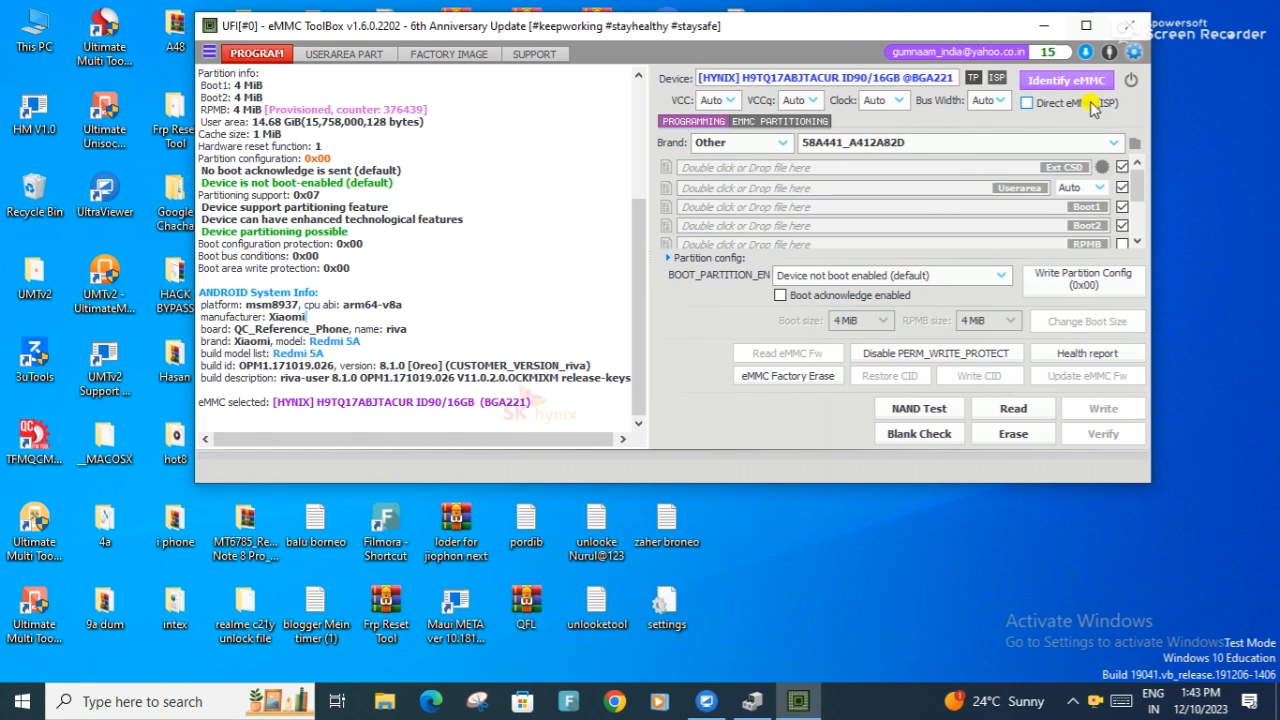 This PC
Ultimate
Multi Too...
A48
HM V1.0
Ultimate
Unisoc...
Frp Reset
Tool
Recycle Bin
UltraViewer
Google
Chacha
UMTv2
UMTv2 -
UltimateM...
HACK
BYPASS
3uTools
UMTv2
Support ...
Hasan
TFMQCM...
__MACOSX
hot8
Ultimate
Multi Too...
4a
i phone
MT6785_Re...
Note 8 Pro_...
balu borneo
Filmora -
Shortcut
loder for
jiophon next
pordib
unlooke
Nurul@123
zaher broneo
Ultimate
Multi Too...
9a dum
intex
realme c21y
unlock file
blogger Mein
timer (1)
Frp Reset
Tool
Maui META
ver 10.181...
QFL
unlooketool
settings
UFI[#0] - eMMC ToolBox v1.6.0.2202 - 6th Anniversary Update [#keepworking #stayhealthy #staysafe]
PROGRAM USERAREA PART FACTORY IMAGE SUPPORT
gumnaam_india@yahoo.co.in 15
Partition info:
Boot1: 4 MiB
Boot2: 4 MiB
RPMB: 4 MiB [Provisioned, counter: 376439]
User area: 14.68 GiB(15,758,000,128 bytes)
Cache size: 1 MiB
Hardware reset function: 1
Partition configuration: 0x00
No boot acknowledge is sent (default)
Device is not boot-enabled (default)
Partitioning support: 0x07
Device support partitioning feature
Device can have enhanced technological features
Device partitioning possible
Boot configuration protection: 0x00
Boot bus conditions: 0x00
Boot area write protection: 0x00
ANDROID System Info:
platform: msm8937, cpu abi: arm64-v8a
manufacturer: Xiaomi
board: QC_Reference_Phone, name: riva
brand: Xiaomi, model: Redmi 5A
build model list: Redmi 5A
build id: OPM1.171019.026, version: 8.1.0 [Oreo] (CUSTOMER_VERSION_riva)
build description: riva-user 8.1.0 OPM1.171019.026 V11.0.2.0.OCKMIXM release-keys
eMMC selected: [HYNIX] H9TQ17ABJTACUR ID90/16GB (BGA221)
SK hynix
Device: [HYNIX] H9TQ17ABJTACUR ID90/16GB @BGA221 TP ISP Identify eMMC
VCC: Auto VCCq: Auto Clock: Auto Bus Width: Auto Direct eMMC (ISP)
PROGRAMMING EMMC PARTITIONING
Brand: Other 58A441_A412A82D
Double click or Drop file here Ext CSD
Double click or Drop file here Userarea Auto
Double click or Drop file here Boot1
Double click or Drop file here Boot2
Double click or Drop file here RPMB
Partition config:
BOOT_PARTITION_EN Device not boot enabled (default)
Write Partition Config
(0x00)
Boot acknowledge enabled
Boot size: 4 MiB RPMB size: 4 MiB Change Boot Size
Read eMMC Fw Disable PERM_WRITE_PROTECT Health report
eMMC Factory Erase Restore CID Write CID Update eMMC Fw
NAND Test Read Write
Blank Check Erase Verify
Apowersoft
Screen Recorder
Activate Windows
Go to Settings to activate Windows.
Test Mode
Windows 10 Education
Build 19041.vb_release.191206-1406
Type here to search
24°C Sunny
ENG
IN
1:43 PM
12/10/2023